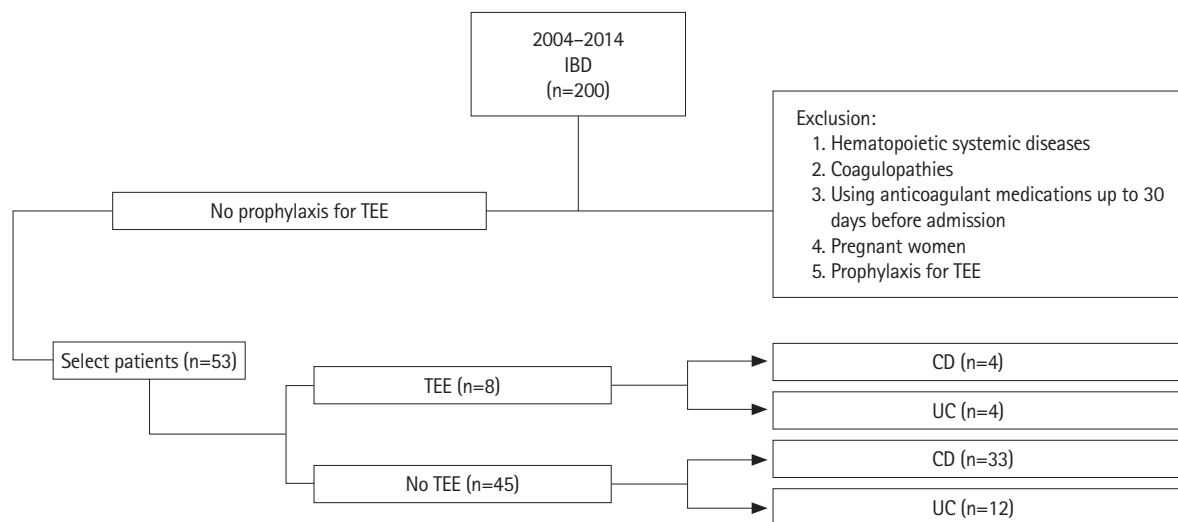 2004–2014
IBD
(n=200)
Exclusion:
1. Hematopoietic systemic diseases
2. Coagulopathies
3. Using anticoagulant medications up to 30
days before admission
4. Pregnant women
5. Prophylaxis for TEE
No prophylaxis for TEE
Select patients (n=53)
TEE (n=8)
CD (n=4)
UC (n=4)
No TEE (n=45)
CD (n=33)
UC (n=12)